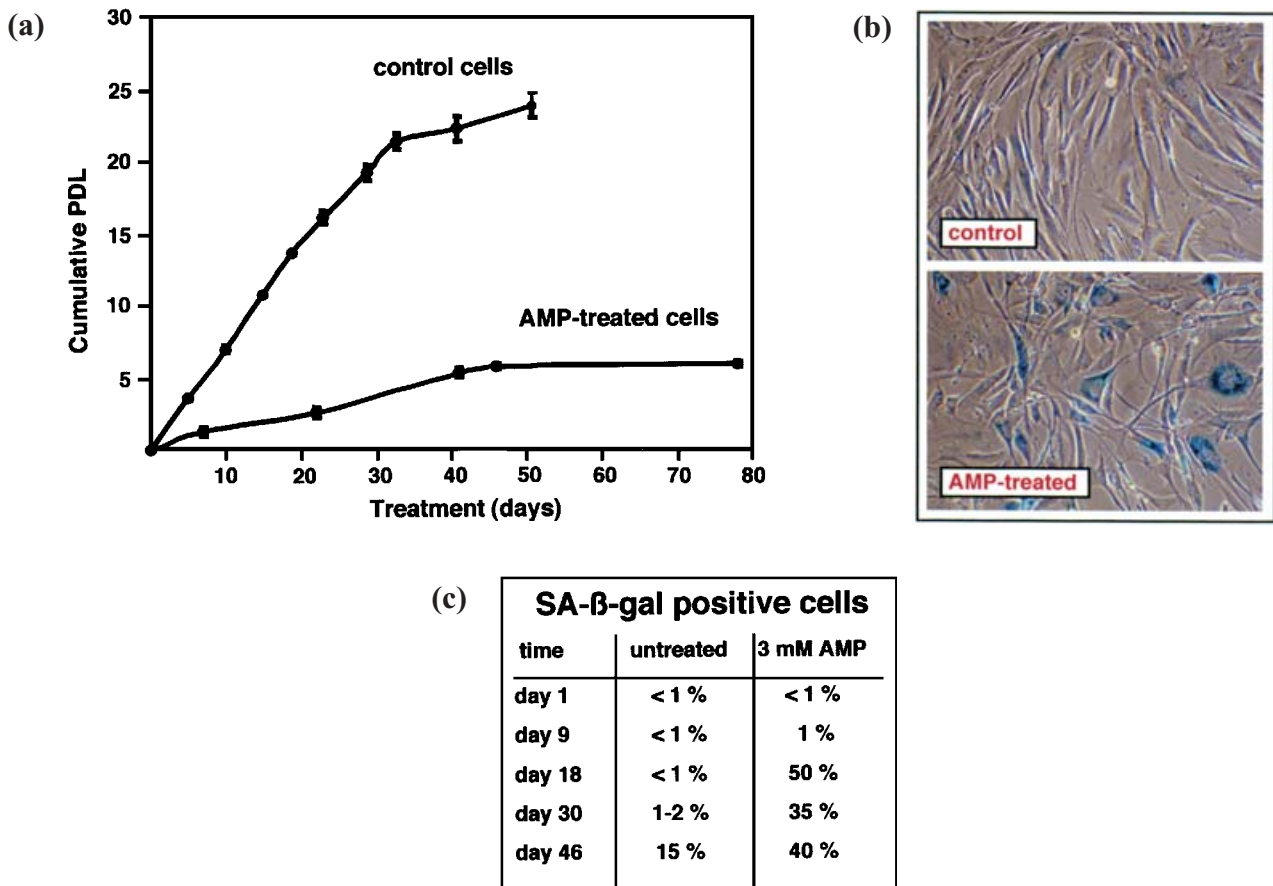 (a)
30
25
20
15
10
5
Cumulative PDL
control cells
AMP-treated cells
10 20 30 40 50 60 70 80
Treatment (days)
(b)
control
AMP-treated
(c)
SA-ß-gal positive cells
time untreated 3 mM AMP
day 1 < 1 % < 1 %
day 9 < 1 % 1 %
day 18 < 1 % 50 %
day 30 1-2 % 35 %
day 46 15 % 40 %